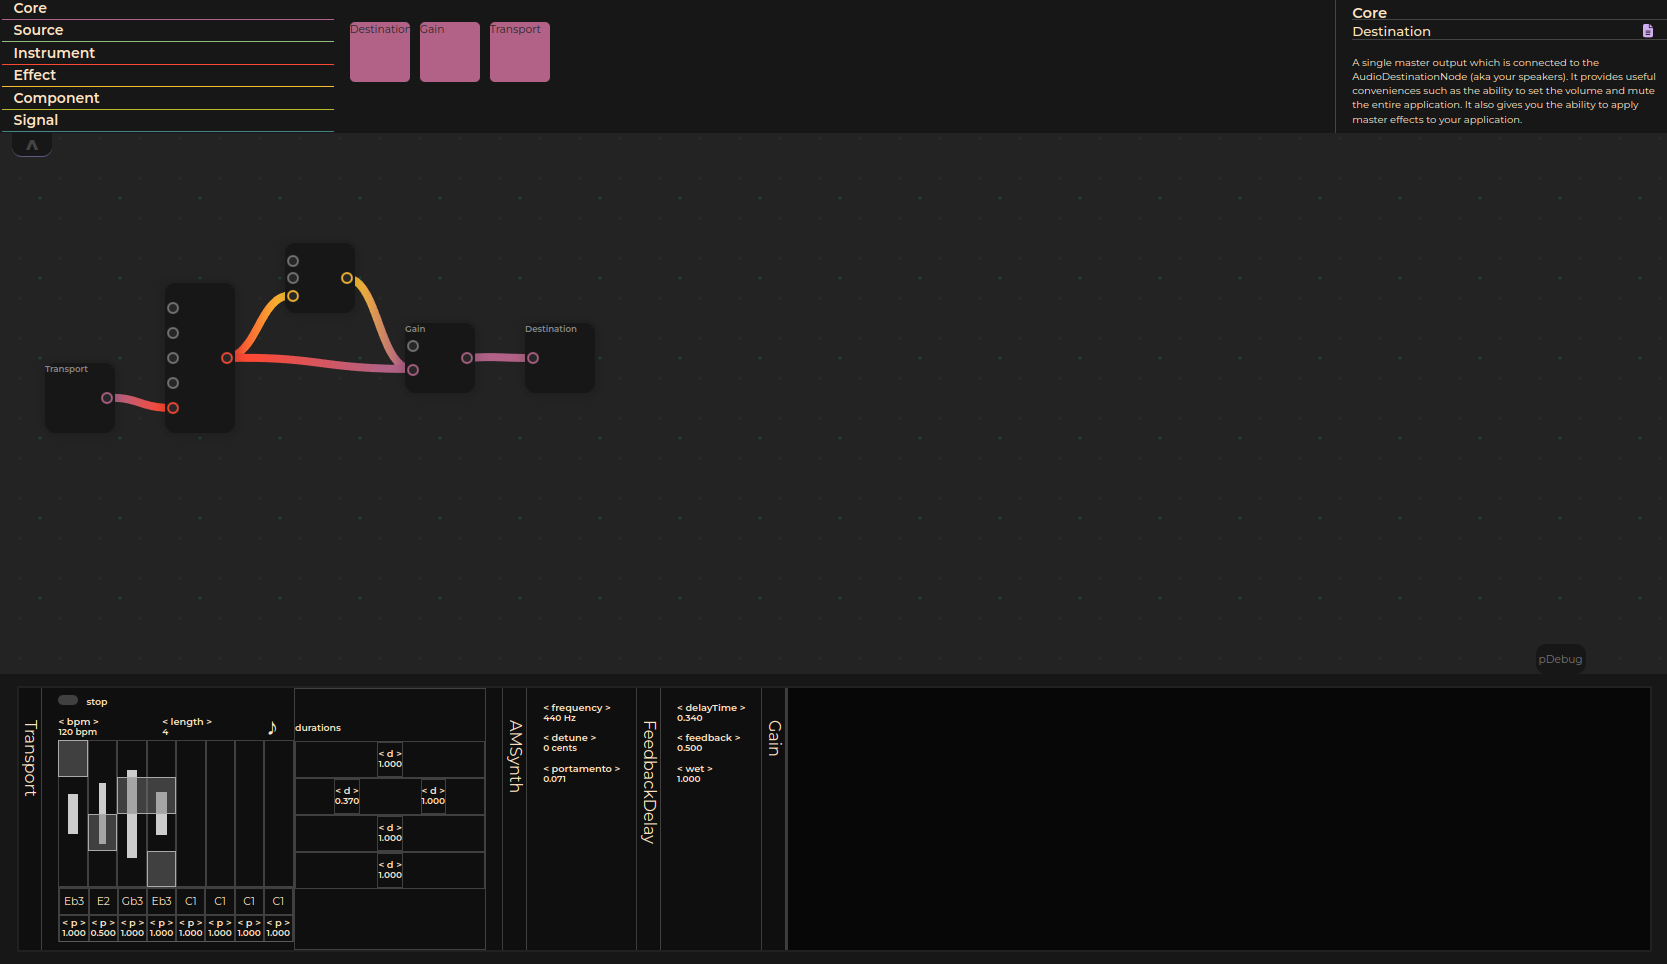 Core
Source
Instrument
Effect
Component
Signal
Destination
Gain
Transport
Core
Destination
A single master output which is connected to the
AudioDestinationNode (aka your speakers). It provides useful
conveniences such as the ability to set the volume and mute
the entire application. It also gives you the ability to apply
master effects to your application.
Transport
Gain
Destination
pDebug
Transport
stop
< bpm >
120 bpm
< length >
4
♪
durations
< d >
1.000
< d >
0.370
< d >
1.000
< d >
1.000
< d >
1.000
Eb3 E2 Gb3 Eb3 C1 C1 C1 C1
< p > < p > < p > < p > < p > < p > < p > < p >
1.000 0.500 1.000 1.000 1.000 1.000 1.000 1.000
AMSynth
< frequency >
440 Hz
< detune >
0 cents
< portamento >
0.071
FeedbackDelay
< delayTime >
0.340
< feedback >
0.500
< wet >
1.000
Gain